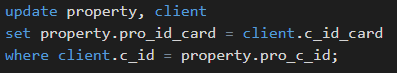 update property, client
set property.pro_id_card = client.c_id_card
where client.c_id = property.pro_c_id;